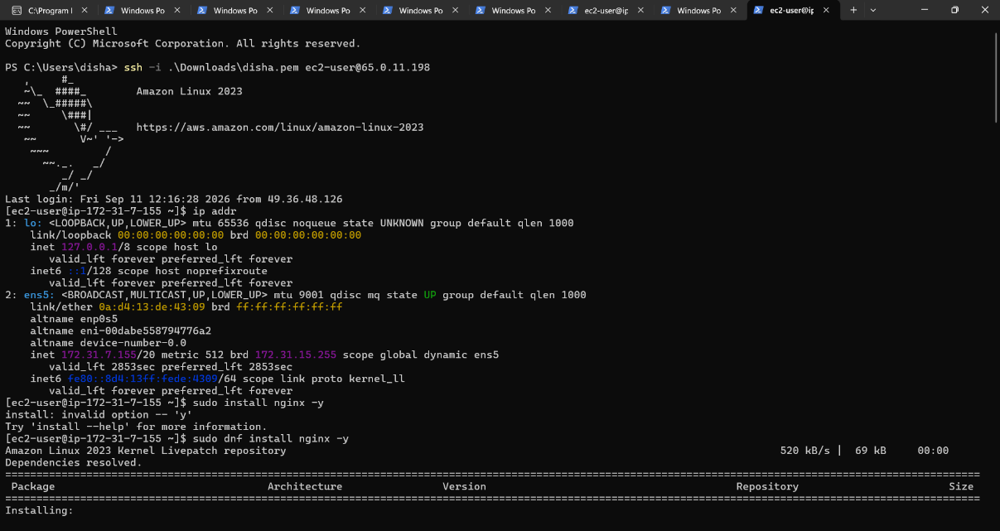 C:\Program I
Windows Po
Windows Po
Windows Po
Windows Po
Windows Po
ec2-user@ip
Windows Po
ec2-user@ip
Windows PowerShell
Copyright (C) Microsoft Corporation. All rights reserved.
PS C:\Users\disha> ssh -i .\Downloads\disha.pem ec2-user@65.0.11.198
   ,     #_
   ~\_  ####_        Amazon Linux 2023
  ~~  \_#####\
  ~~     \###|
  ~~       \#/ ___   https://aws.amazon.com/linux/amazon-linux-2023
   ~~       V~' '->
    ~~~         /
      ~~._.   _/
         _/ _/
       _/m/'
Last login: Fri Sep 11 12:16:28 2026 from 49.36.48.126
[ec2-user@ip-172-31-7-155 ~]$ ip addr
1: lo: <LOOPBACK,UP,LOWER_UP> mtu 65536 qdisc noqueue state UNKNOWN group default qlen 1000
    link/loopback 00:00:00:00:00:00 brd 00:00:00:00:00:00
    inet 127.0.0.1/8 scope host lo
       valid_lft forever preferred_lft forever
    inet6 ::1/128 scope host noprefixroute
       valid_lft forever preferred_lft forever
2: ens5: <BROADCAST,MULTICAST,UP,LOWER_UP> mtu 9001 qdisc mq state UP group default qlen 1000
    link/ether 0a:d4:13:de:43:09 brd ff:ff:ff:ff:ff:ff
    altname enp0s5
    altname eni-00dabe558794776a2
    altname device-number-0.0
    inet 172.31.7.155/20 metric 512 brd 172.31.15.255 scope global dynamic ens5
       valid_lft 2853sec preferred_lft 2853sec
    inet6 fe80::8d4:13ff:fede:4309/64 scope link proto kernel_ll
       valid_lft forever preferred_lft forever
[ec2-user@ip-172-31-7-155 ~]$ sudo install nginx -y
install: invalid option -- 'y'
Try 'install --help' for more information.
[ec2-user@ip-172-31-7-155 ~]$ sudo dnf install nginx -y
Amazon Linux 2023 Kernel Livepatch repository 520 kB/s | 69 kB 00:00
Dependencies resolved.
Package Architecture Version Repository Size
Installing: